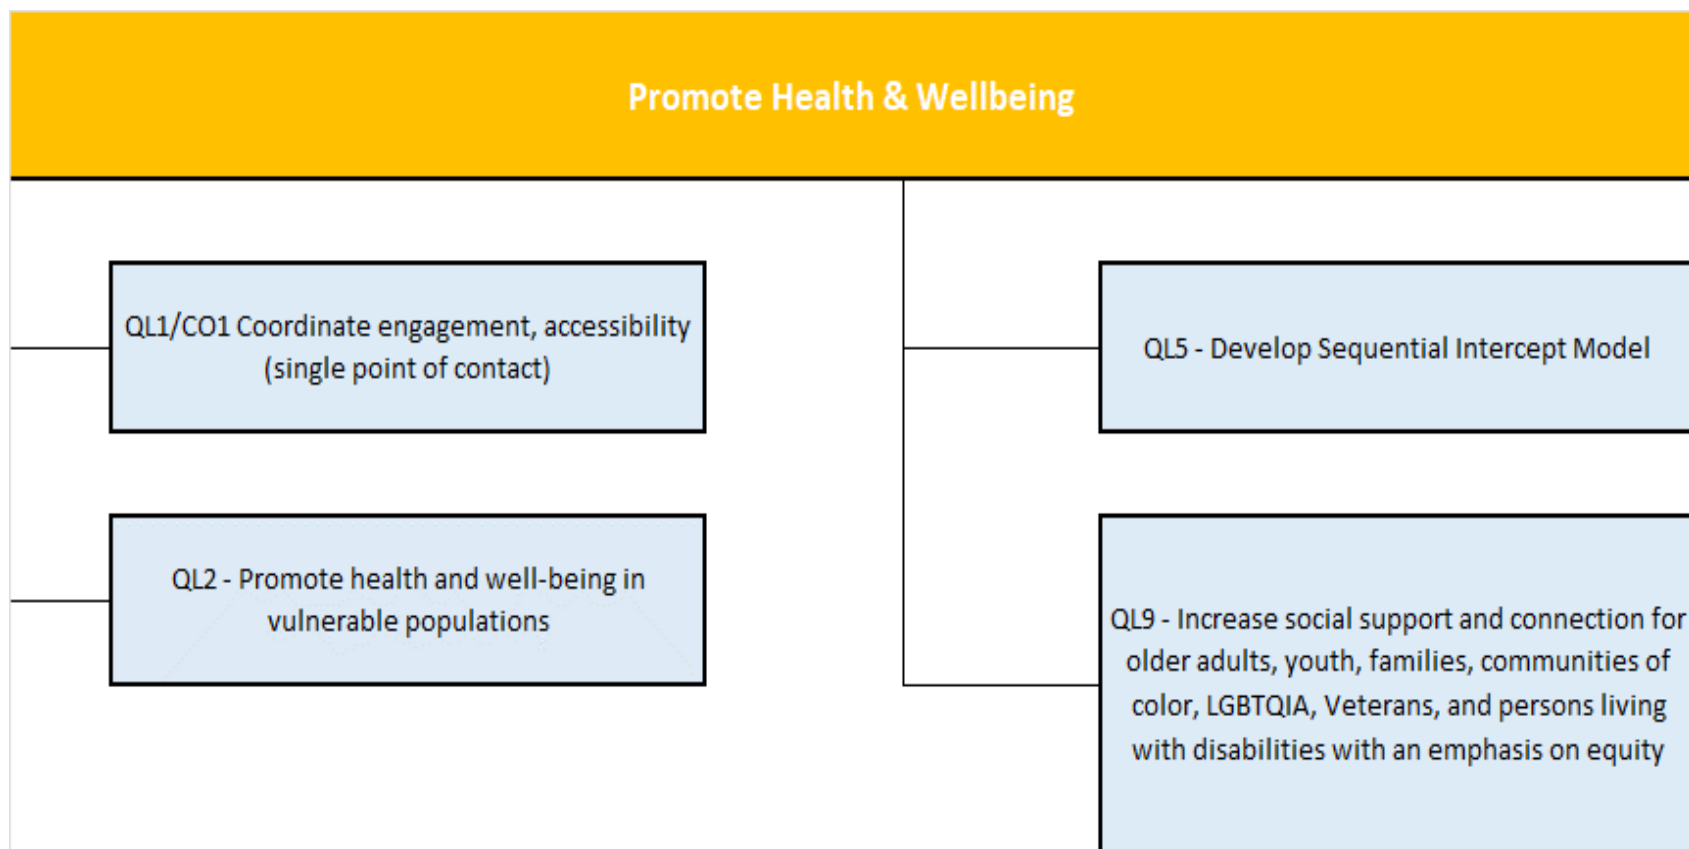 Promote Health & Wellbeing
QL1/CO1 Coordinate engagement, accessibility
(single point of contact)
QL2 - Promote health and well-being in
vulnerable populations
QL5 - Develop Sequential Intercept Model
QL9 - Increase social support and connection for
older adults, youth, families, communities of
color, LGBTQIA, Veterans, and persons living
with disabilities with an emphasis on equity